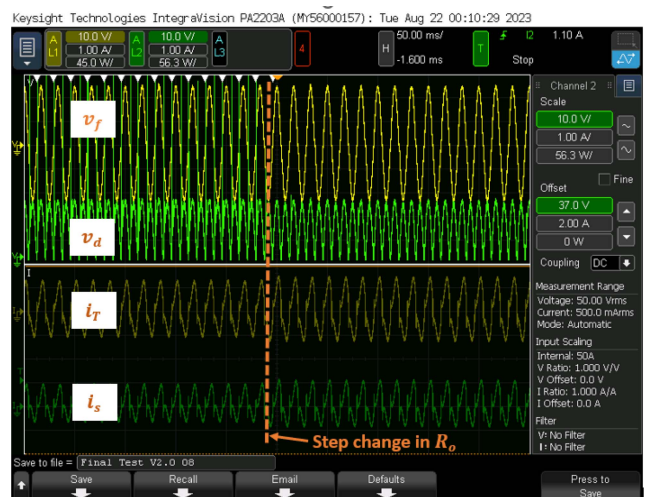 Keysight Technologies IntegraVision PA2203A (MY56000157): Tue Aug 22 00:10:29 2023
A L1 10.0 V/ 1.00 A/ 45.0 W/
A L2 10.0 V/ 1.00 A/ 56.3 W/
A L3
4
H 50.00 ms/ -1.600 ms
T I2 1.10 A
Stop
V
v_f
v_d
I
i_T
i_s
Step change in R_o
Channel 2
Scale
10.0 V/
1.00 A/
56.3 W/
Fine
Offset
37.0 V
2.00 A
0 W
Coupling DC
Measurement Range
Voltage: 50.00 Vrms
Current: 500.0 mArms
Mode: Automatic
Input Scaling
Internal: 50A
V Ratio: 1.000 V/V
V Offset: 0.0 V
I Ratio: 1.000 A/A
I Offset: 0.0 A
Filter
V: No Filter
I: No Filter
Save to file = Final Test V2.0 08
Save
Recall
Email
Defaults
Press to
Save